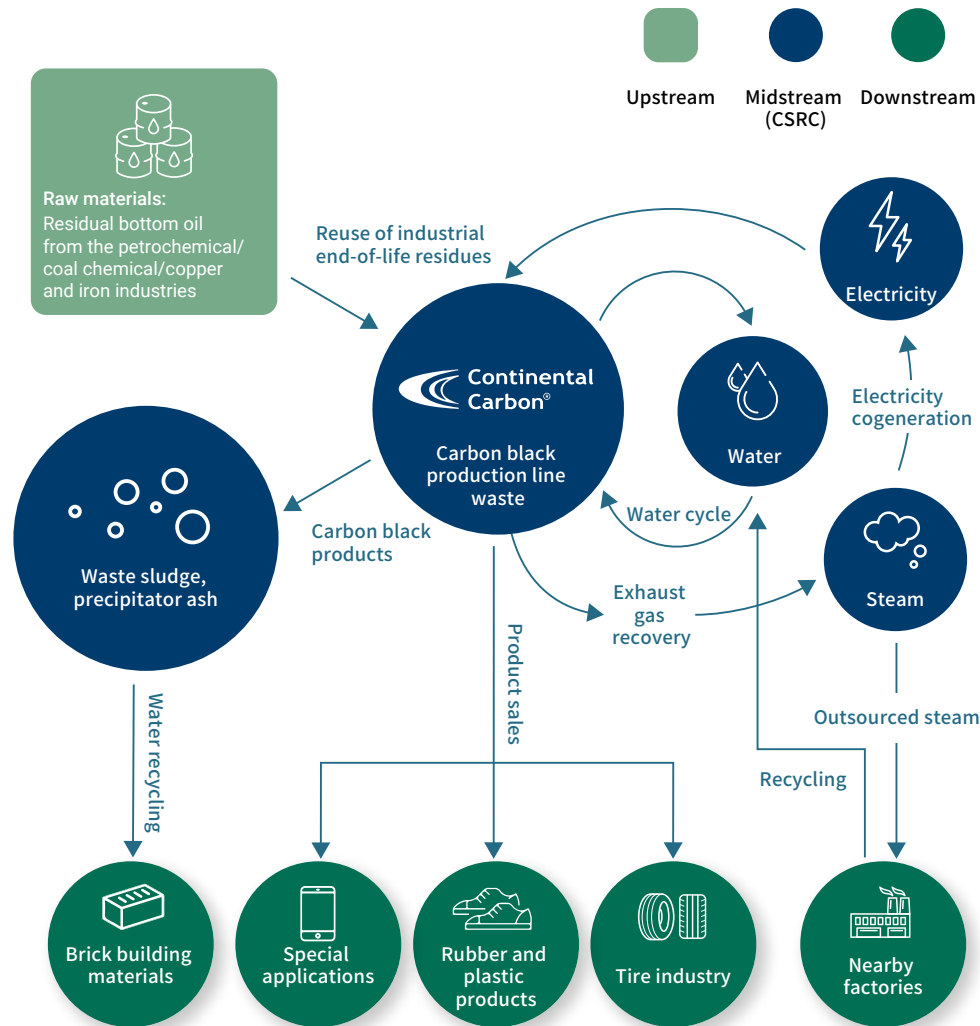 Upstream
Midstream
(CSRC)
Downstream
Raw materials:
Residual bottom oil
from the petrochemical/
coal chemical/copper
and iron industries
Reuse of industrial
end-of-life residues
Electricity
Continental
Carbon®
Carbon black
production line
waste
Water
Electricity
cogeneration
Water cycle
Carbon black
products
Waste sludge,
precipitator ash
Exhaust
gas
recovery
Steam
Water recycling
Product sales
Outsourced steam
Recycling
Brick building
materials
Special
applications
Rubber and
plastic
products
Tire industry
Nearby
factories